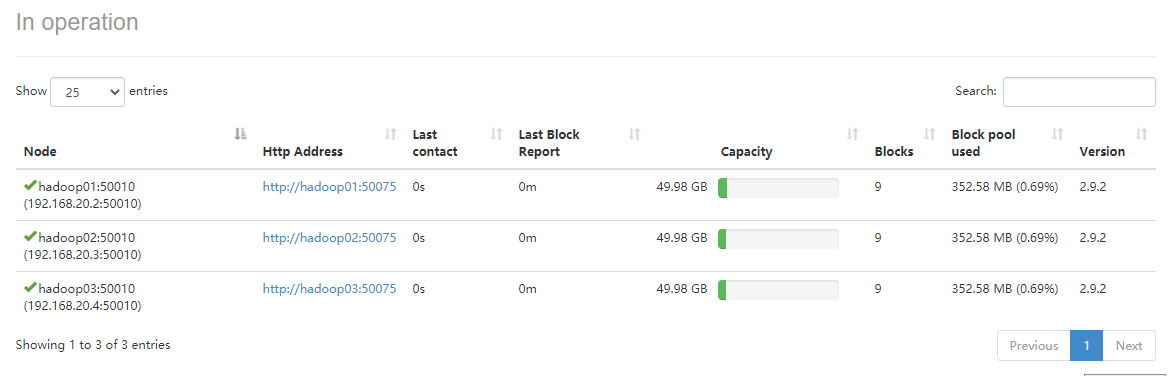 In operation
Show 25 entries Search:
Node Http Address Last contact Last Block Report Capacity Blocks Block pool used Version
hadoop01:50010 http://hadoop01:50075 0s 0m 49.98 GB 9 352.58 MB (0.69%) 2.9.2
(192.168.20.2:50010)
hadoop02:50010 http://hadoop02:50075 0s 0m 49.98 GB 9 352.58 MB (0.69%) 2.9.2
(192.168.20.3:50010)
hadoop03:50010 http://hadoop03:50075 0s 0m 49.98 GB 9 352.58 MB (0.69%) 2.9.2
(192.168.20.4:50010)
Showing 1 to 3 of 3 entries Previous 1 Next